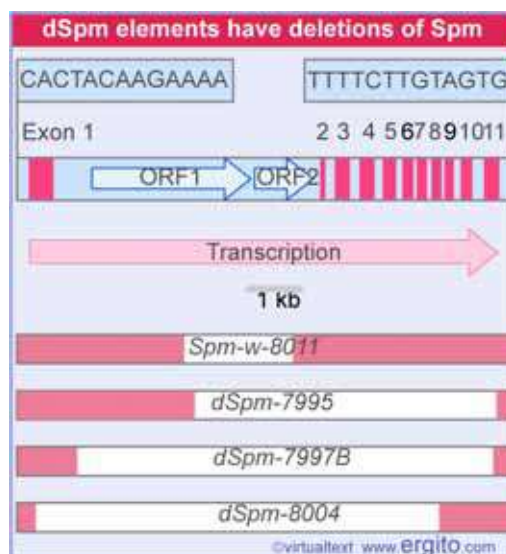 dSpm elements have deletions of Spm
CACTACAAGAAAA TTTTCTTGTAGTG
Exon 1 2 3 4 5 6 7 8 9 10 11
ORF1 ORF2
Transcription
1 kb
Spm-w-8011
dSpm-7995
dSpm-7997B
dSpm-8004
©virtualtext www.ergito.com